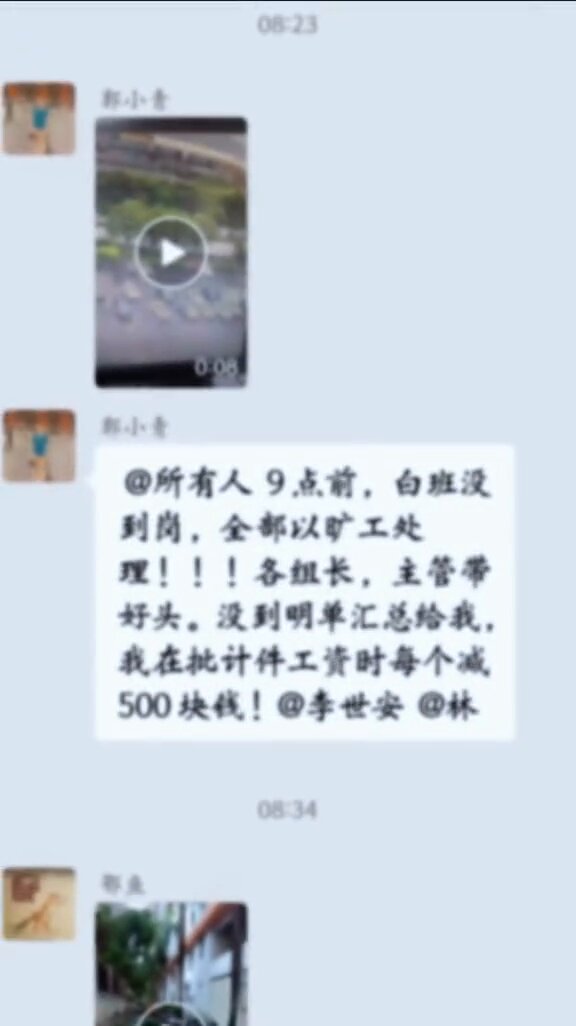 08:23
郭小青
0:08
郭小青
@所有人 9点前，白班没
到岗，全部以旷工处
理！！！各组长，主管带
好头。没到明单汇总给我，
我在批计件工资时每个减
500块钱！@李世安 @林
08:34
鱼